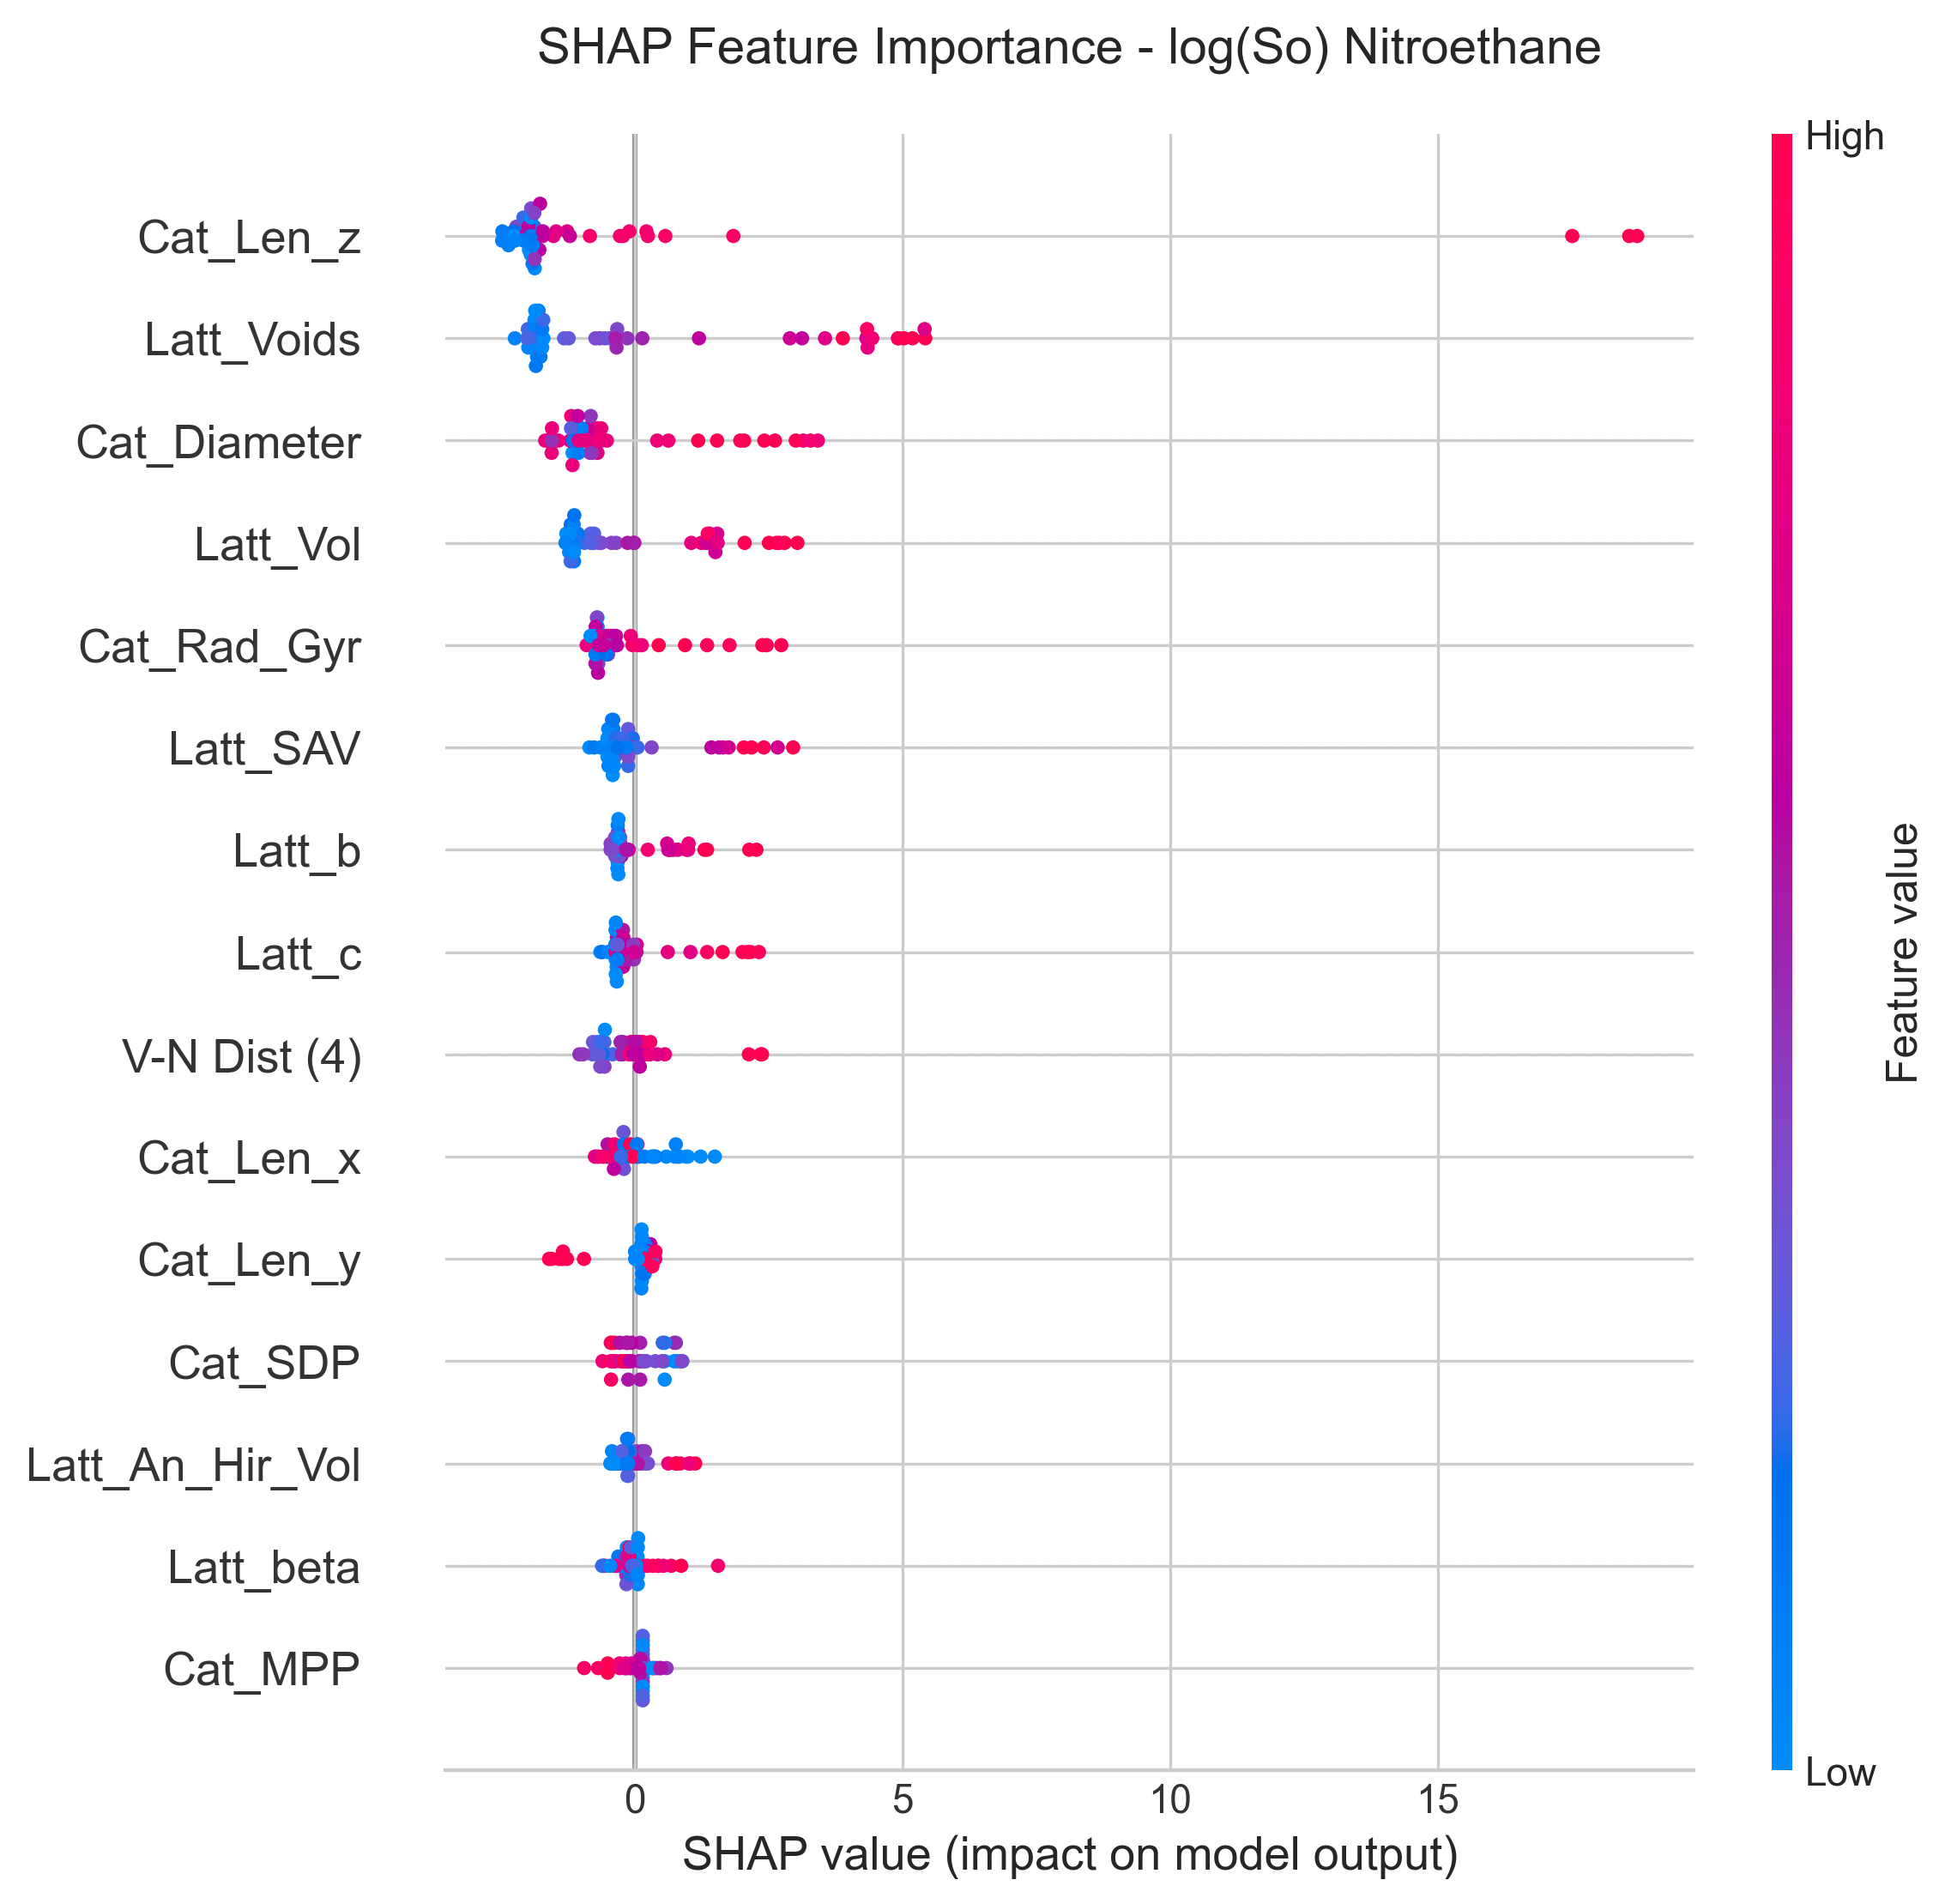 SHAP Feature Importance - log(So) Nitroethane
High
Cat_Len_z
Latt_Voids
Cat_Diameter
Latt_Vol
Cat_Rad_Gyr
Latt_SAV
Latt_b
Latt_c
V-N Dist (4)
Cat_Len_x
Cat_Len_y
Cat_SDP
Latt_An_Hir_Vol
Latt_beta
Cat_MPP
Feature value
Low
0 5 10 15
SHAP value (impact on model output)